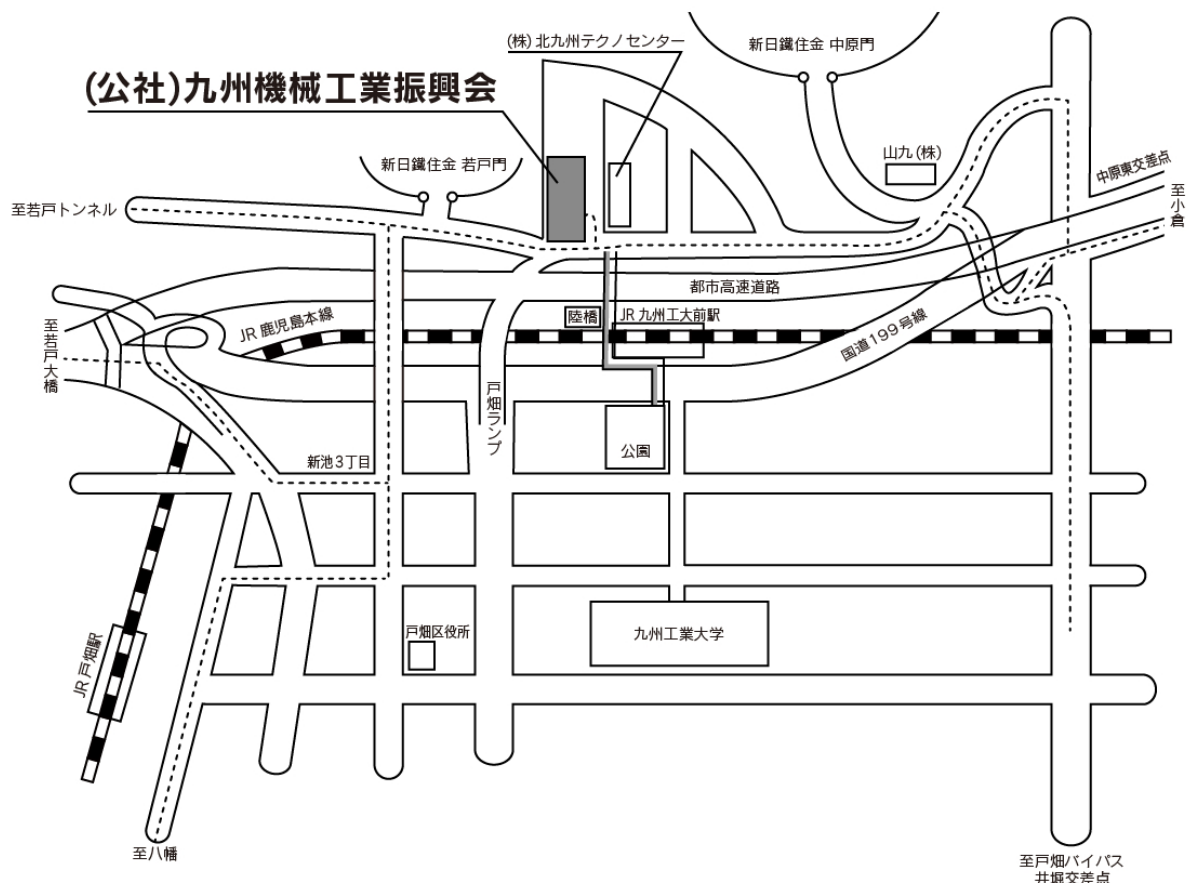 (株)北九州テクノセンター
新日鐵住金 中原門
(公社)九州機械工業振興会
新日鐵住金 若戸門
山九(株)
中原東交差点
至小倉
至若戸トンネル
都市高速道路
陸橋
JR 九州工大前駅
JR 鹿児島本線
国道199号線
至若戸大橋
戸畑ランプ
公園
新池3丁目
戸畑区役所
九州工業大学
JR 戸畑駅
至八幡
至戸畑バイパス
井堀交差点